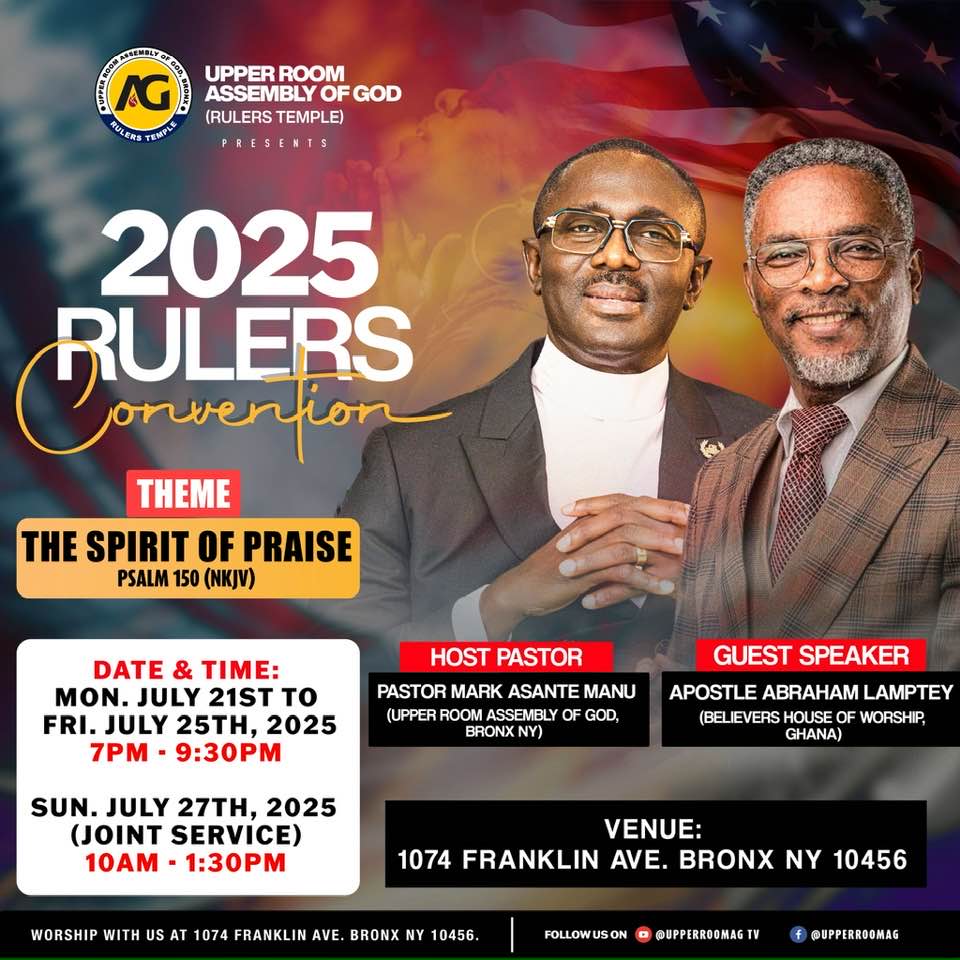 UPPER ROOM ASSEMBLY OF GOD, BRONX
AG
RULERS TEMPLE
UPPER ROOM
ASSEMBLY OF GOD
(RULERS TEMPLE)
PRESENTS
2025
RULERS
Convention
THEME
THE SPIRIT OF PRAISE
PSALM 150 (NKJV)
DATE & TIME:
MON. JULY 21ST TO
FRI. JULY 25TH, 2025
7PM - 9:30PM
SUN. JULY 27TH, 2025
(JOINT SERVICE)
10AM - 1:30PM
HOST PASTOR
PASTOR MARK ASANTE MANU
(UPPER ROOM ASSEMBLY OF GOD,
BRONX NY)
GUEST SPEAKER
APOSTLE ABRAHAM LAMPTEY
(BELIEVERS HOUSE OF WORSHIP,
GHANA)
VENUE:
1074 FRANKLIN AVE. BRONX NY 10456
WORSHIP WITH US AT 1074 FRANKLIN AVE. BRONX NY 10456.
FOLLOW US ON @UPPERROOMAG TV @UPPERROOMAG